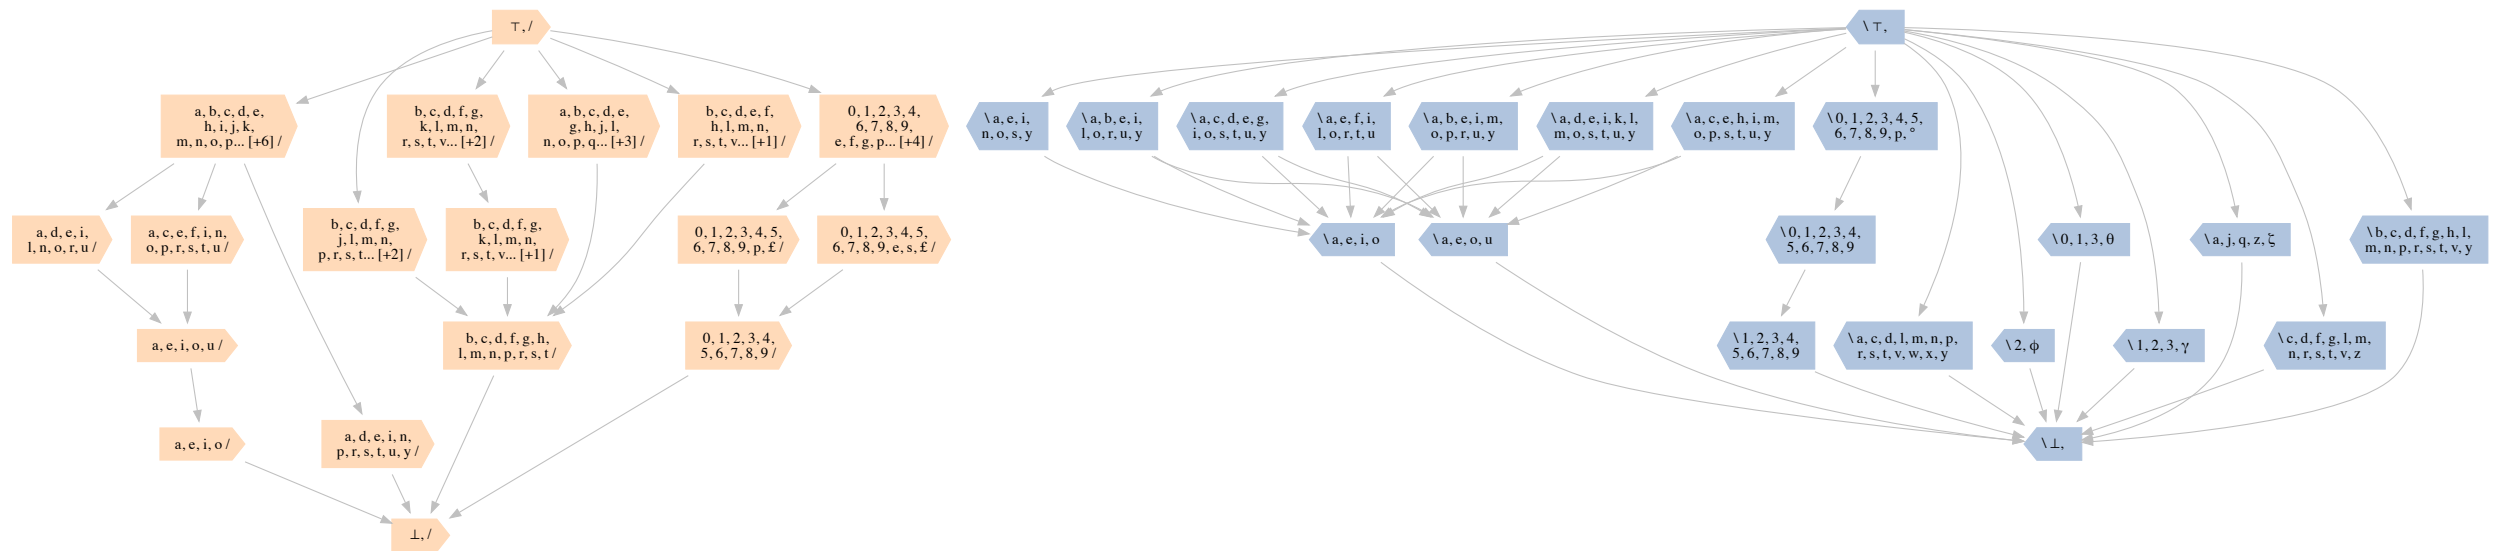 ⊤, /
\ ⊤,
a, b, c, d, e,
h, i, j, k,
m, n, o, p... [+6] /
b, c, d, f, g,
k, l, m, n,
r, s, t, v... [+2] /
a, b, c, d, e,
g, h, j, l,
n, o, p, q... [+3] /
b, c, d, e, f,
h, l, m, n,
r, s, t, v... [+1] /
0, 1, 2, 3, 4,
6, 7, 8, 9,
e, f, g, p... [+4] /
\ a, e, i,
n, o, s, y
\ a, b, e, i,
l, o, r, u, y
\ a, c, d, e, g,
i, o, s, t, u, y
\ a, e, f, i,
l, o, r, t, u
\ a, b, e, i, m,
o, p, r, u, y
\ a, d, e, i, k, l,
m, o, s, t, u, y
\ a, c, e, h, i, m,
o, p, s, t, u, y
\ 0, 1, 2, 3, 4, 5,
6, 7, 8, 9, p, °
a, d, e, i,
l, n, o, r, u /
a, c, e, f, i, n,
o, p, r, s, t, u /
b, c, d, f, g,
j, l, m, n,
p, r, s, t... [+2] /
b, c, d, f, g,
k, l, m, n,
r, s, t, v... [+1] /
0, 1, 2, 3, 4, 5,
6, 7, 8, 9, p, £ /
0, 1, 2, 3, 4, 5,
6, 7, 8, 9, e, s, £ /
\ a, e, i, o
\ a, e, o, u
\ 0, 1, 2, 3, 4,
5, 6, 7, 8, 9
\ 0, 1, 3, θ
\ a, j, q, z, ζ
\ b, c, d, f, g, h, l,
m, n, p, r, s, t, v, y
a, e, i, o, u /
b, c, d, f, g, h,
l, m, n, p, r, s, t /
0, 1, 2, 3, 4,
5, 6, 7, 8, 9 /
\ 1, 2, 3, 4,
5, 6, 7, 8, 9
\ a, c, d, l, m, n, p,
r, s, t, v, w, x, y
\ 2, ϕ
\ 1, 2, 3, γ
\ c, d, f, g, l, m,
n, r, s, t, v, z
a, e, i, o /
a, d, e, i, n,
p, r, s, t, u, y /
\ ⊥,
⊥, /